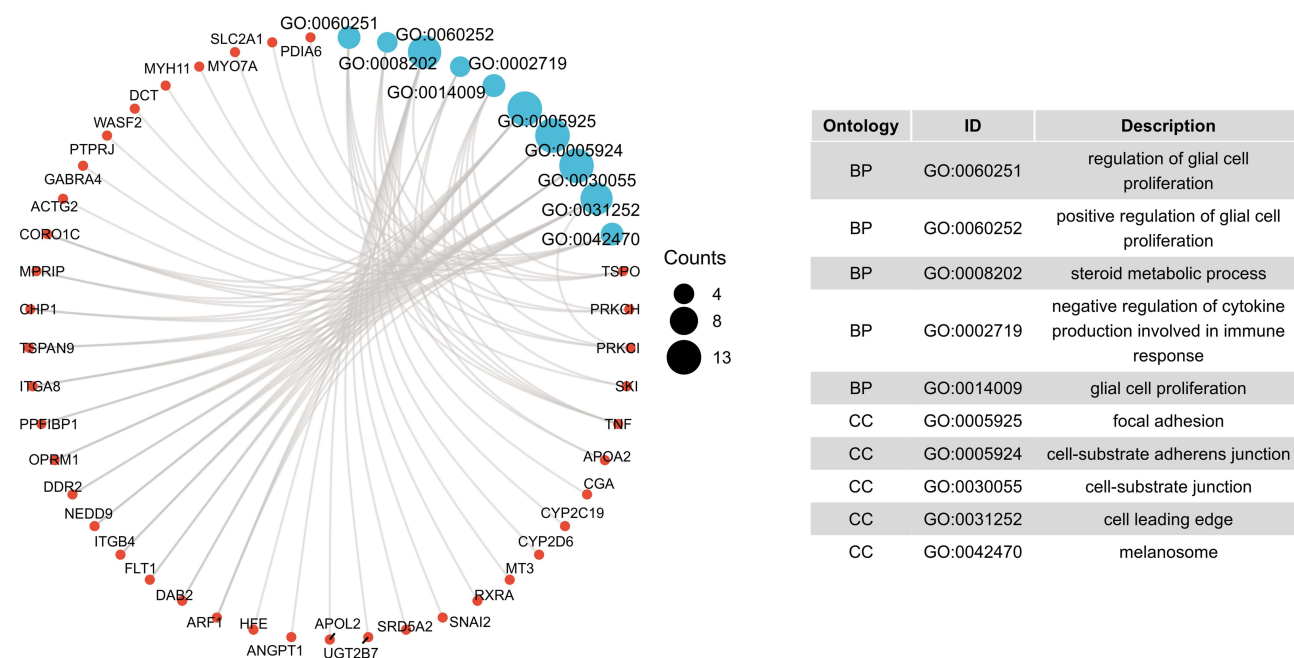 GO:0060251
GO:0060252
SLC2A1
PDIA6
GO:0008202
GO:0002719
MYH11
MYO7A
GO:0014009
DCT
WASF2
GO:0005925
PTPRJ
GO:0005924
GABRA4
GO:0030055
ACTG2
GO:0031252
CORO1C
GO:0042470
MPRIP
TSPO
CHP1
PRKCH
TSPAN9
PRKCI
ITGA8
SKI
PPFIBP1
TNF
OPRM1
APOA2
DDR2
CGA
NEDD9
CYP2C19
ITGB4
CYP2D6
FLT1
MT3
DAB2
RXRA
ARF1
HFE
APOL2
SRD5A2
SNAI2
ANGPT1
UGT2B7
Counts
4
8
13
Ontology ID Description
BP GO:0060251 regulation of glial cell
proliferation
BP GO:0060252 positive regulation of glial cell
proliferation
BP GO:0008202 steroid metabolic process
BP GO:0002719 negative regulation of cytokine
production involved in immune
response
BP GO:0014009 glial cell proliferation
CC GO:0005925 focal adhesion
CC GO:0005924 cell-substrate adherens junction
CC GO:0030055 cell-substrate junction
CC GO:0031252 cell leading edge
CC GO:0042470 melanosome